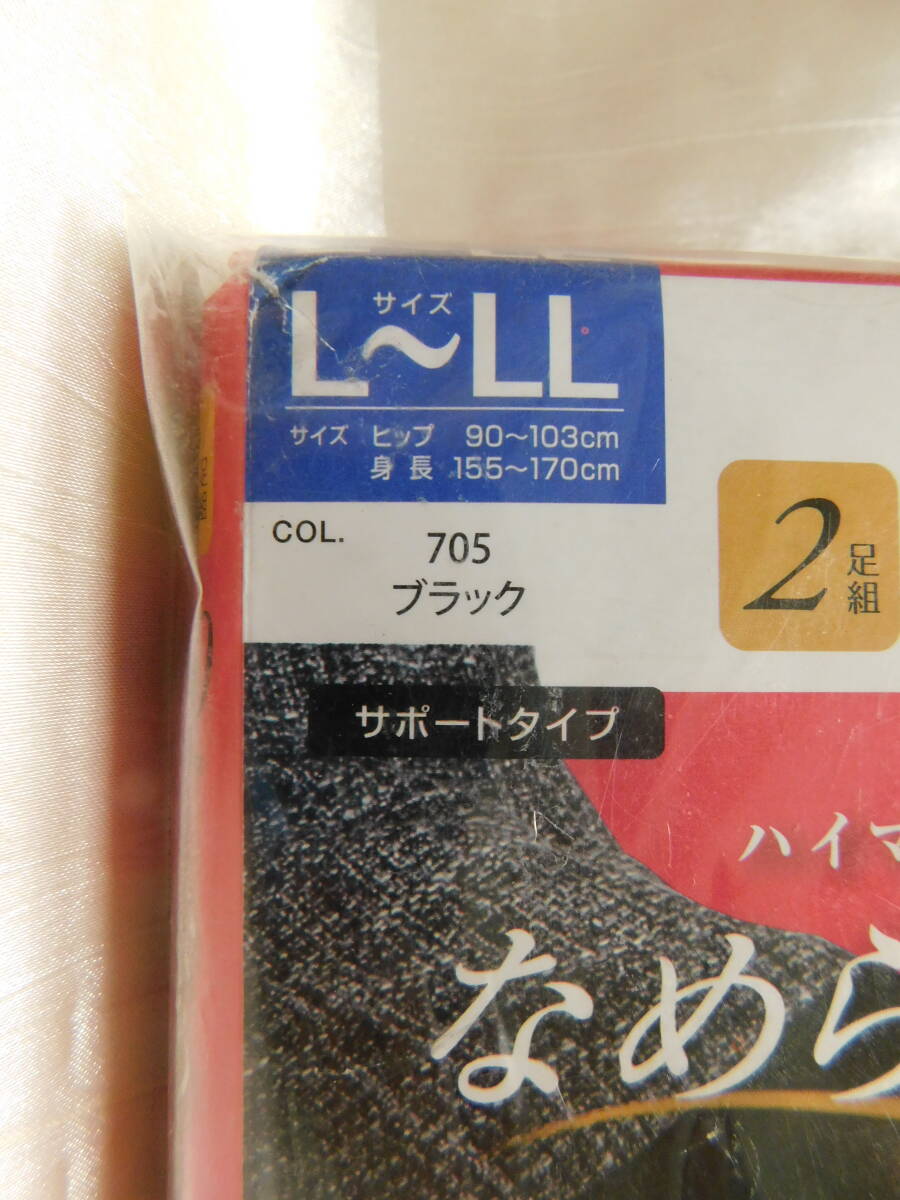 サイズ
L〜LL
サイズ ヒップ 90〜103cm
身長 155〜170cm
COL.
705
ブラック
2足組
サポートタイプ
ハイマ
なめら